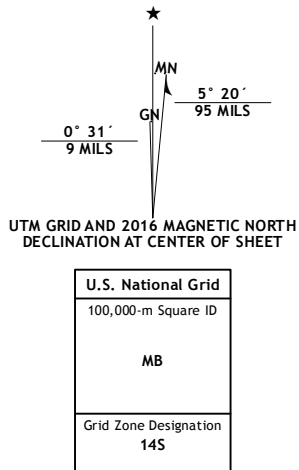 ★
MN
GN
5° 20´
95 MILS
0° 31´
9 MILS
UTM GRID AND 2016 MAGNETIC NORTH
DECLINATION AT CENTER OF SHEET
U.S. National Grid
100,000-m Square ID
MB
Grid Zone Designation
14S